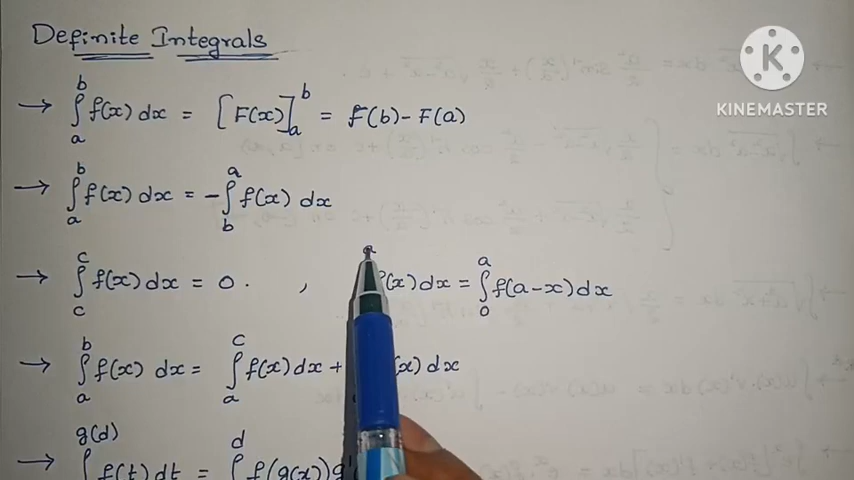 Definite Integrals
KINEMASTER
→ ∫_a^b f(x) dx = [F(x)]_a^b = F(b) - F(a)
→ ∫_a^b f(x) dx = -∫_b^a f(x) dx
→ ∫_c^c f(x) dx = 0 . , a f(x) dx = ∫_0^a f(a-x) dx
→ ∫_a^b f(x) dx = ∫_a^c f(x) dx + (x) dx
→ ∫^g(d) f(t) dt = ∫^d f(g(x)) g'